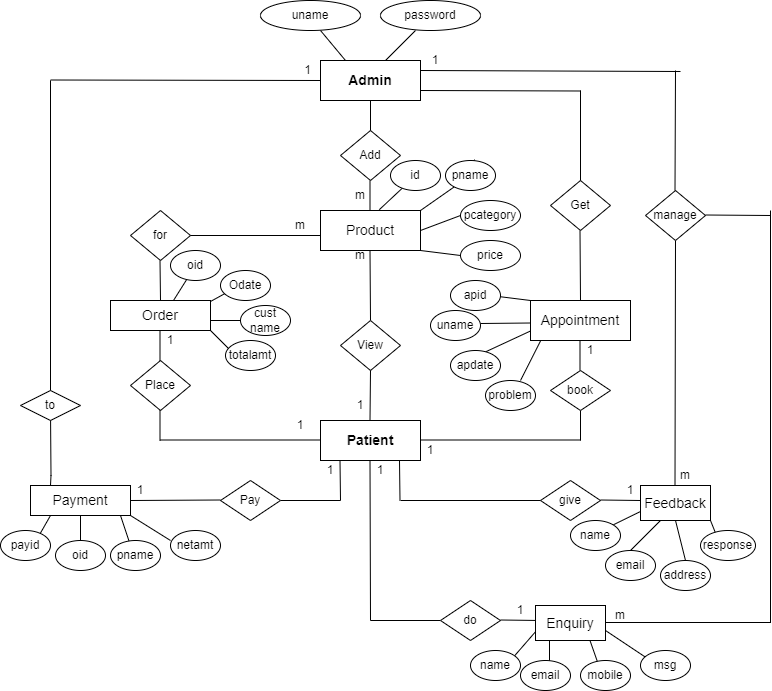 uname
password
1
Admin
1
Add
id
pname
m
Get
manage
m
for
Product
pcategory
m
price
oid
Odate
apid
Order
cust
name
uname
Appointment
1
totalamt
View
1
apdate
Place
problem
book
to
1
1
Patient
1
1
1
m
Payment
1
Pay
give
1
Feedback
payid
oid
pname
netamt
name
email
address
response
do
1
Enquiry
m
name
email
mobile
msg